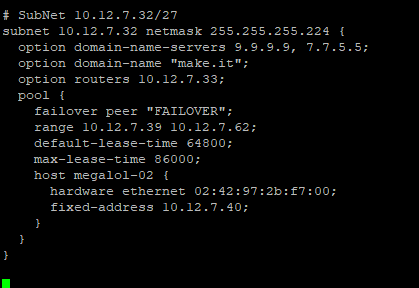 # SubNet 10.12.7.32/27
subnet 10.12.7.32 netmask 255.255.255.224 {
option domain-name-servers 9.9.9.9, 7.7.5.5;
option domain-name "make.it";
option routers 10.12.7.33;
pool {
failover peer "FAILOVER";
range 10.12.7.39 10.12.7.62;
default-lease-time 64800;
max-lease-time 86000;
host megalol-02 {
hardware ethernet 02:42:97:2b:f7:00;
fixed-address 10.12.7.40;
}
}
}